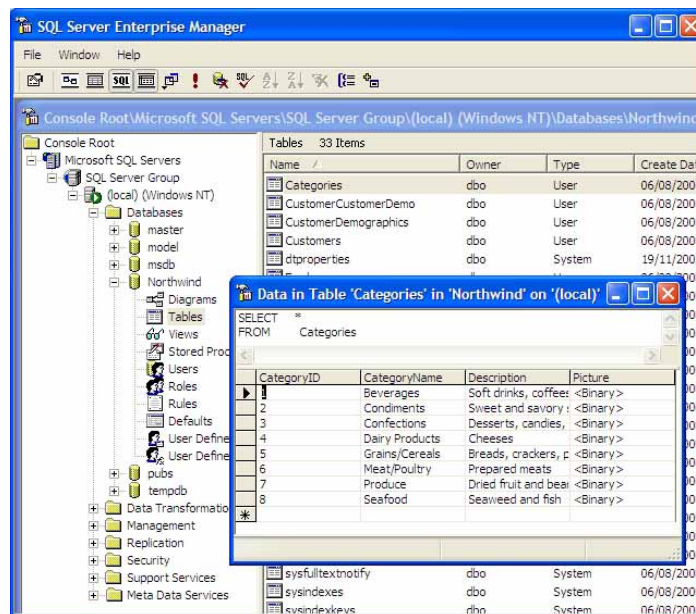 SQL Server Enterprise Manager
File Window Help
Console Root\Microsoft SQL Servers\SQL Server Group\(local) (Windows NT)\Databases\Northwind
Console Root
Microsoft SQL Servers
SQL Server Group
(local) (Windows NT)
Databases
master
model
msdb
Northwind
Diagrams
Tables
Views
Stored Proc
Users
Roles
Rules
Defaults
User Define
User Define
pubs
tempdb
Data Transformatio
Management
Replication
Security
Support Services
Meta Data Services
Tables 33 Items
Name Owner Type Create Da
Categories dbo User 06/08/200
CustomerCustomerDemo dbo User 06/08/200
CustomerDemographics dbo User 06/08/200
Customers dbo User 06/08/200
dtproperties dbo System 19/11/200
Data in Table 'Categories' in 'Northwind' on '(local)'
SELECT *
FROM Categories
CategoryID CategoryName Description Picture
1 Beverages Soft drinks, coffees <Binary>
2 Condiments Sweet and savory <Binary>
3 Confections Desserts, candies, <Binary>
4 Dairy Products Cheeses <Binary>
5 Grains/Cereals Breads, crackers, p <Binary>
6 Meat/Poultry Prepared meats <Binary>
7 Produce Dried fruit and bea <Binary>
8 Seafood Seaweed and fish <Binary>
sysfulltextnotify dbo System 06/08/200
sysindexes dbo System 06/08/200
sysindexkeys dbo System 06/08/200